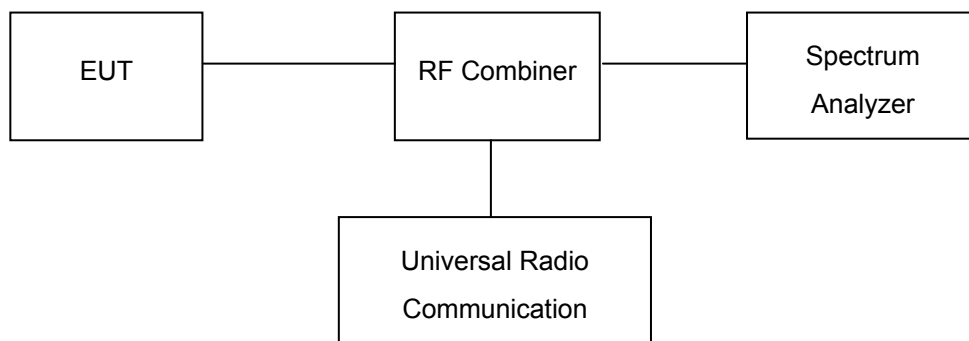 EUT
RF Combiner
Spectrum
Analyzer
Universal Radio
Communication